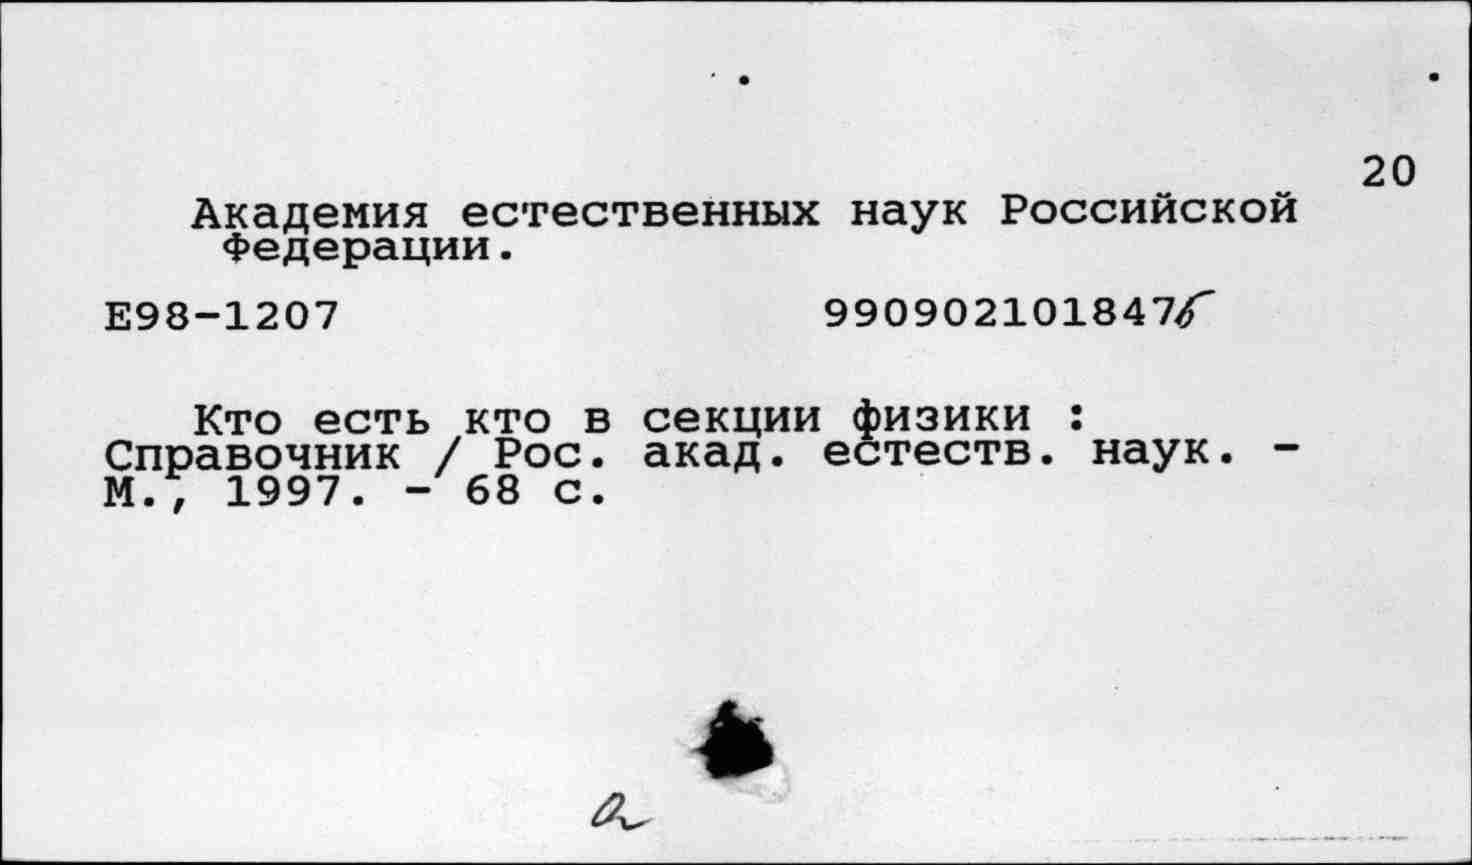 20
Академия естественных наук Российской
Федерации.
Е98-1207 990902101847
Кто есть кто в секции физики :
Справочник / Рос. акад. естеств. наук. -
М., 1997. - 68 с.